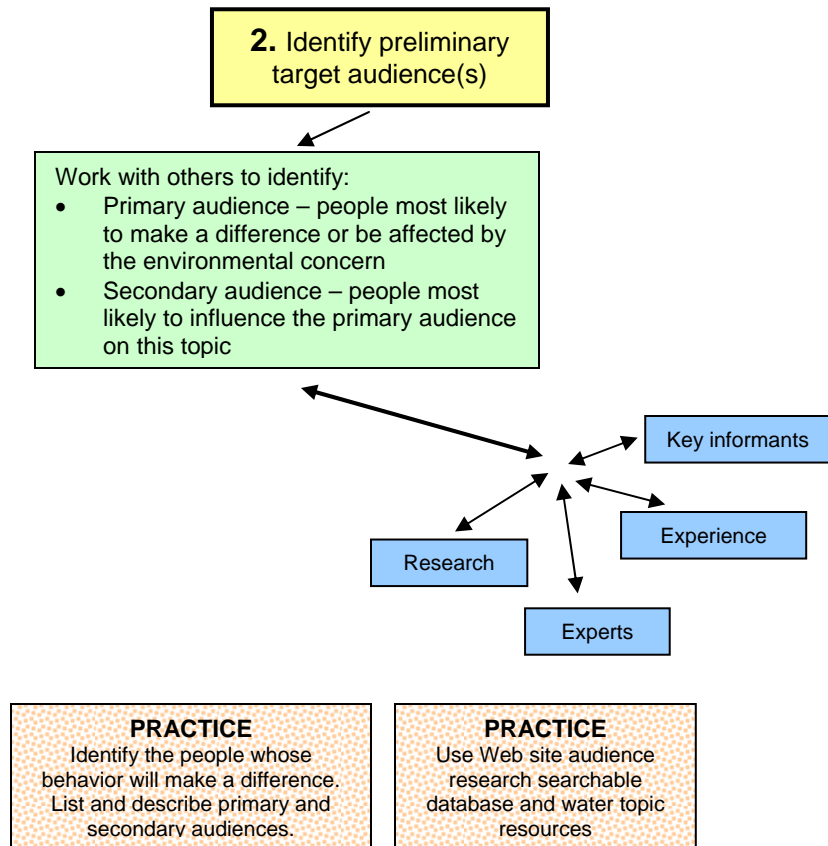 2. Identify preliminary
target audience(s)
Work with others to identify:
• Primary audience – people most likely
to make a difference or be affected by
the environmental concern
• Secondary audience – people most
likely to influence the primary audience
on this topic
Key informants
Experience
Research
Experts
PRACTICE
Identify the people whose
behavior will make a difference.
List and describe primary and
secondary audiences.
PRACTICE
Use Web site audience
research searchable
database and water topic
resources